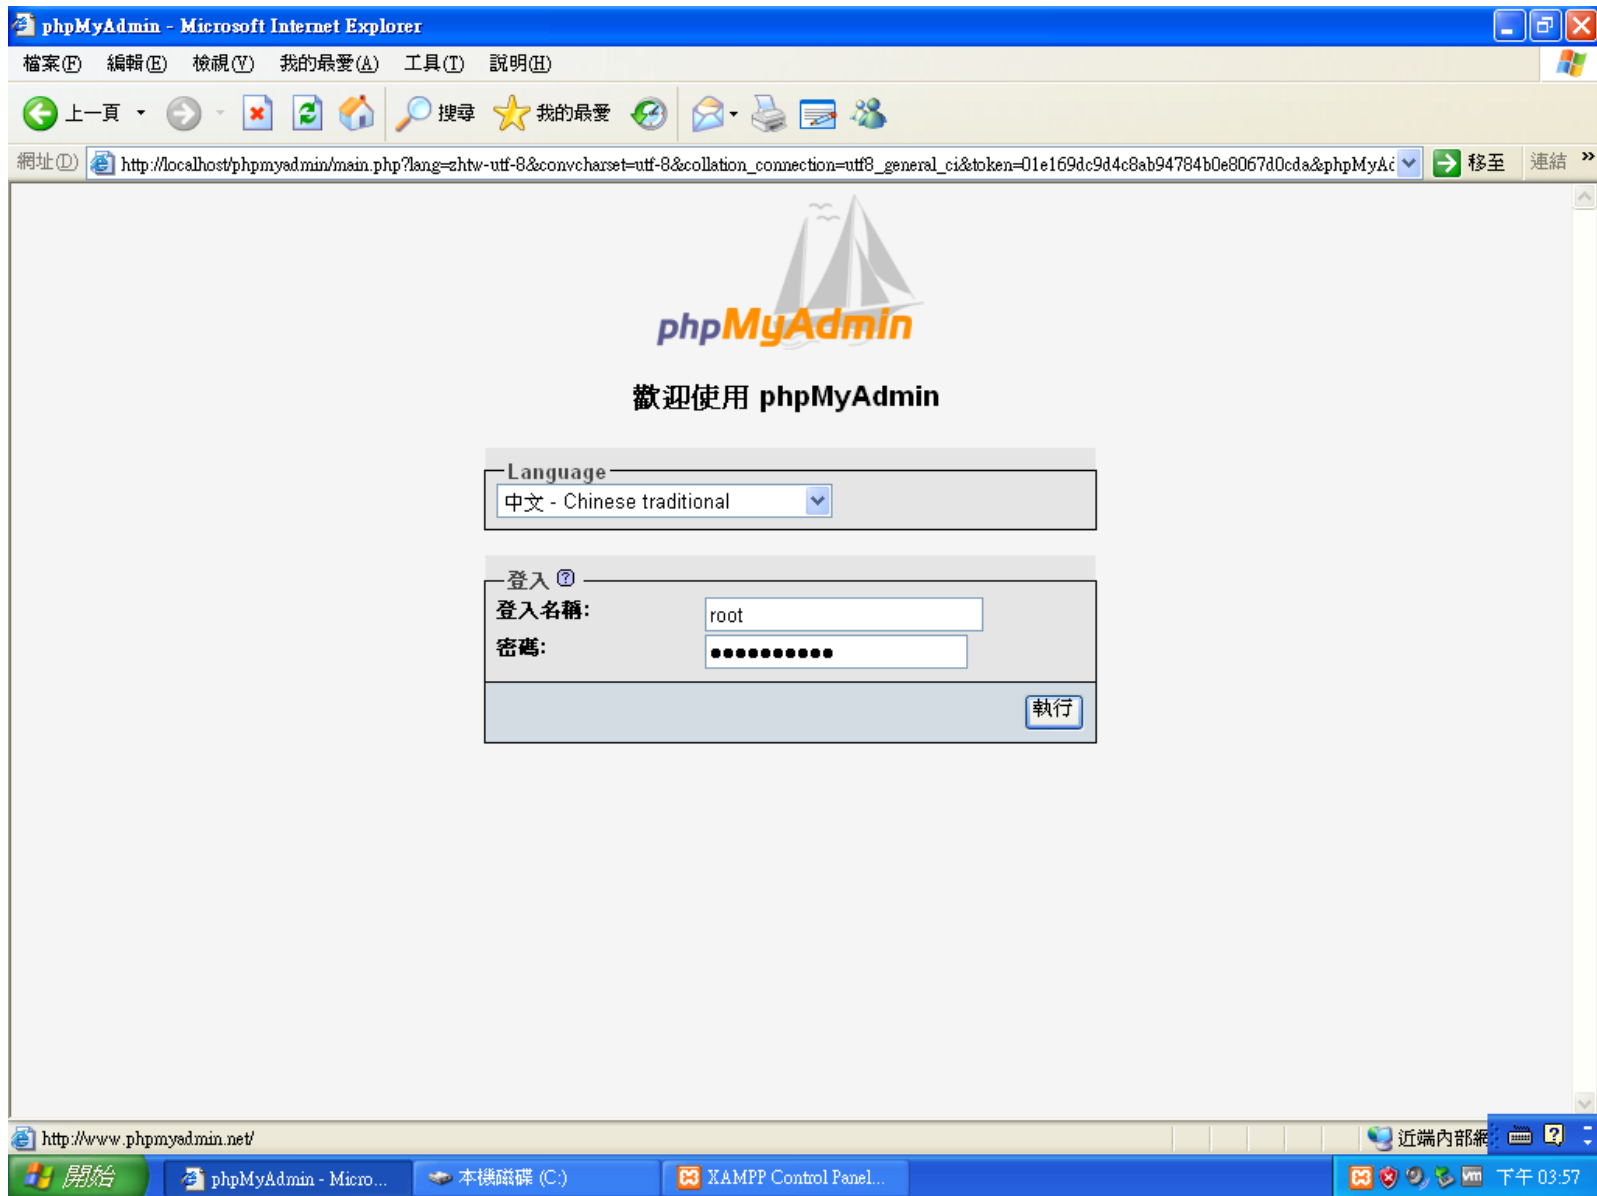 phpMyAdmin - Microsoft Internet Explorer
檔案(F) 編輯(E) 檢視(V) 我的最愛(A) 工具(T) 說明(H)
上一頁 搜尋 我的最愛
網址(D) http://localhost/phpmyadmin/main.php?lang=zhtw-utf-8&convcharset=utf-8&collation_connection=utf8_general_ci&token=01e169dc9d4c8ab94784b0e8067d0cda&phpMyAd 移至 連結 »
phpMyAdmin
歡迎使用 phpMyAdmin
Language
中文 - Chinese traditional
登入
登入名稱: root
密碼: ●●●●●●●●●●
執行
http://www.phpmyadmin.net/ 近端內部網
開始 phpMyAdmin - Micro... 本機磁碟 (C:) XAMPP Control Panel... vm 下午 03:57